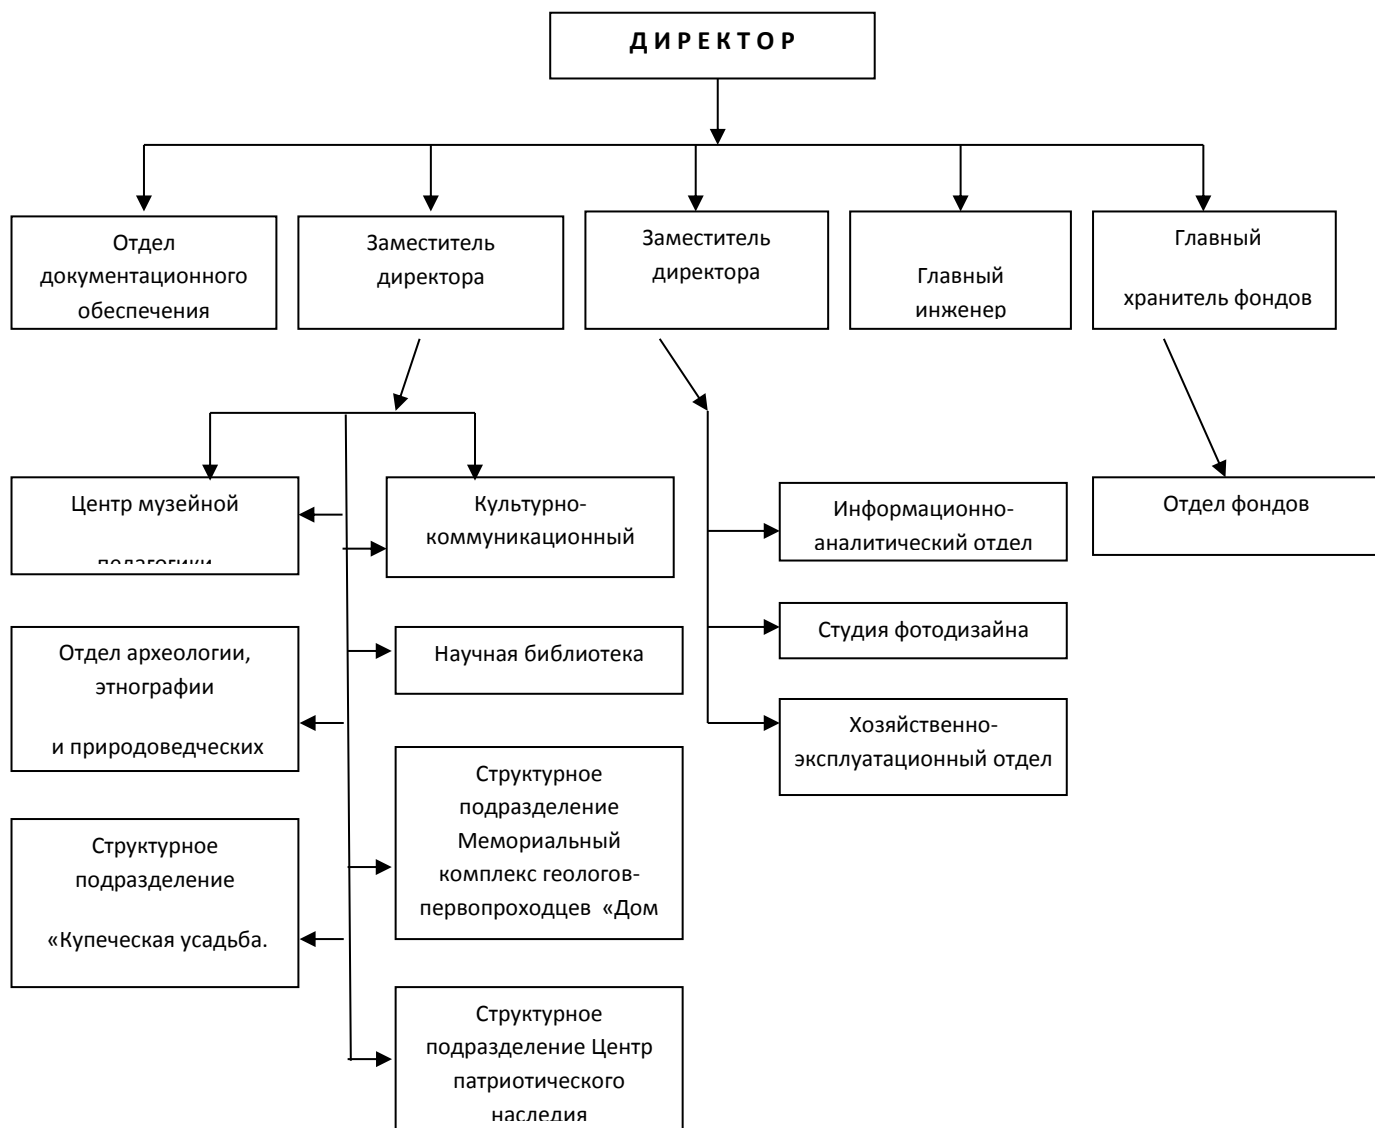 ДИРЕКТОР
Отдел
документационного
обеспечения
Заместитель
директора
Заместитель
директора
Главный
инженер
Главный
хранитель фондов
Центр музейной
педагогики
Культурно-
коммуникационный
Информационно-
аналитический отдел
Отдел фондов
Отдел археологии,
этнографии
и природоведческих
Научная библиотека
Студия фотодизайна
Структурное
подразделение
Мемориальный
комплекс геологов-
первопроходцев «Дом
Хозяйственно-
эксплуатационный отдел
Структурное
подразделение
«Купеческая усадьба.
Структурное
подразделение Центр
патриотического
наследия